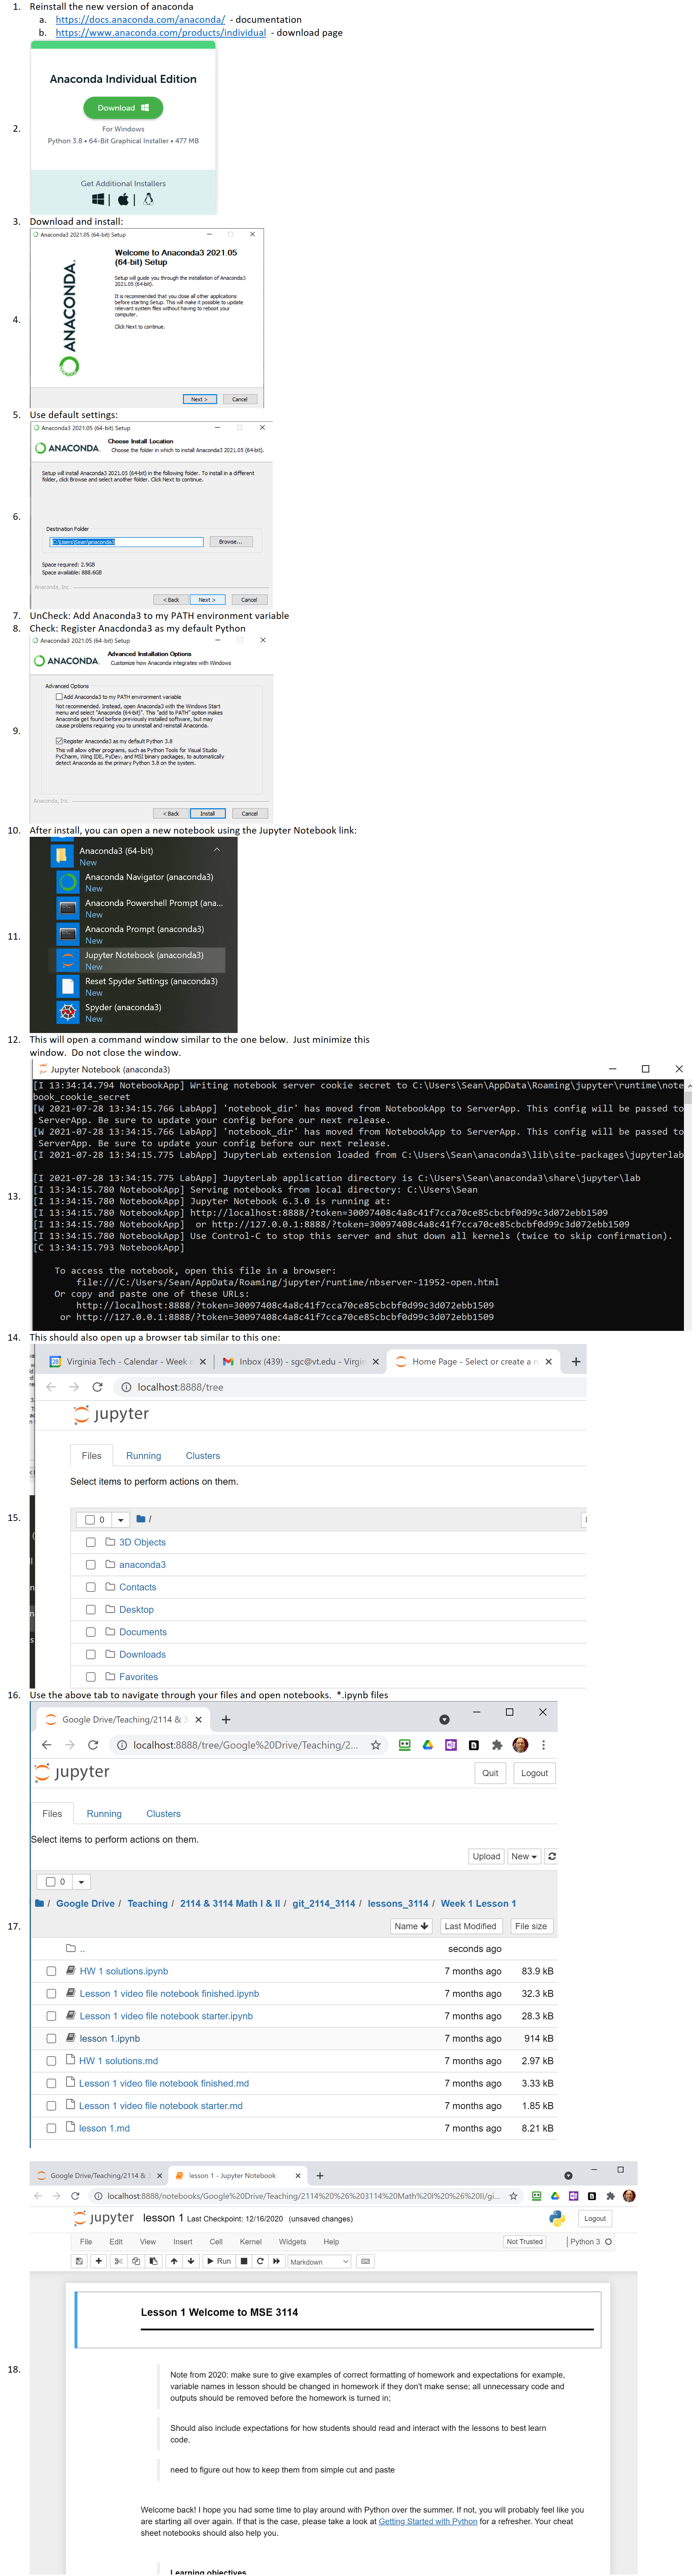 1. Reinstall the new version of anaconda
a. https://docs.anaconda.com/anaconda/ - documentation
b. https://www.anaconda.com/products/individual - download page
2.
Anaconda Individual Edition
Download
For Windows
Python 3.8 • 64-Bit Graphical Installer • 477 MB
Get Additional Installers
3. Download and install:
4.
Anaconda3 2021.05 (64-bit) Setup
ANACONDA.
Welcome to Anaconda3 2021.05
(64-bit) Setup
Setup will guide you through the installation of Anaconda3
2021.05 (64-bit).
It is recommended that you close all other applications
before starting Setup. This will make it possible to update
relevant system files without having to reboot your
computer.
Click Next to continue.
Next > Cancel
5. Use default settings:
6.
Anaconda3 2021.05 (64-bit) Setup
ANACONDA.
Choose Install Location
Choose the folder in which to install Anaconda3 2021.05 (64-bit).
Setup will install Anaconda3 2021.05 (64-bit) in the following folder. To install in a different
folder, click Browse and select another folder. Click Next to continue.
Destination Folder
C:\Users\Sean\anaconda3 Browse...
Space required: 2.9GB
Space available: 888.6GB
Anaconda, Inc.
< Back Next > Cancel
7. UnCheck: Add Anaconda3 to my PATH environment variable
8. Check: Register Anacdonda3 as my default Python
9.
Anaconda3 2021.05 (64-bit) Setup
ANACONDA.
Advanced Installation Options
Customize how Anaconda integrates with Windows
Advanced Options
Add Anaconda3 to my PATH environment variable
Not recommended. Instead, open Anaconda3 with the Windows Start
menu and select "Anaconda (64-bit)". This "add to PATH" option makes
Anaconda get found before previously installed software, but may
cause problems requiring you to uninstall and reinstall Anaconda.
Register Anaconda3 as my default Python 3.8
This will allow other programs, such as Python Tools for Visual Studio
PyCharm, Wing IDE, PyDev, and MSI binary packages, to automatically
detect Anaconda as the primary Python 3.8 on the system.
Anaconda, Inc.
< Back Install Cancel
10. After install, you can open a new notebook using the Jupyter Notebook link:
11.
Anaconda3 (64-bit)
New
Anaconda Navigator (anaconda3)
New
Anaconda Powershell Prompt (ana...
New
Anaconda Prompt (anaconda3)
New
Jupyter Notebook (anaconda3)
New
Reset Spyder Settings (anaconda3)
New
Spyder (anaconda3)
New
12. This will open a command window similar to the one below. Just minimize this
window. Do not close the window.
13.
Jupyter Notebook (anaconda3)
[I 13:34:14.794 NotebookApp] Writing notebook server cookie secret to C:\Users\Sean\AppData\Roaming\jupyter\runtime\note
book_cookie_secret
[W 2021-07-28 13:34:15.766 LabApp] 'notebook_dir' has moved from NotebookApp to ServerApp. This config will be passed to
ServerApp. Be sure to update your config before our next release.
[W 2021-07-28 13:34:15.766 LabApp] 'notebook_dir' has moved from NotebookApp to ServerApp. This config will be passed to
ServerApp. Be sure to update your config before our next release.
[I 2021-07-28 13:34:15.775 LabApp] JupyterLab extension loaded from C:\Users\Sean\anaconda3\lib\site-packages\jupyterlab
[I 2021-07-28 13:34:15.775 LabApp] JupyterLab application directory is C:\Users\Sean\anaconda3\share\jupyter\lab
[I 13:34:15.780 NotebookApp] Serving notebooks from local directory: C:\Users\Sean
[I 13:34:15.780 NotebookApp] Jupyter Notebook 6.3.0 is running at:
[I 13:34:15.780 NotebookApp] http://localhost:8888/?token=30097408c4a8c41f7cca70ce85cbcbf0d99c3d072ebb1509
[I 13:34:15.780 NotebookApp] or http://127.0.0.1:8888/?token=30097408c4a8c41f7cca70ce85cbcbf0d99c3d072ebb1509
[I 13:34:15.780 NotebookApp] Use Control-C to stop this server and shut down all kernels (twice to skip confirmation).
[C 13:34:15.793 NotebookApp]
To access the notebook, open this file in a browser:
file:///C:/Users/Sean/AppData/Roaming/jupyter/runtime/nbserver-11952-open.html
Or copy and paste one of these URLs:
http://localhost:8888/?token=30097408c4a8c41f7cca70ce85cbcbf0d99c3d072ebb1509
or http://127.0.0.1:8888/?token=30097408c4a8c41f7cca70ce85cbcbf0d99c3d072ebb1509
14. This should also open up a browser tab similar to this one:
15.
Virginia Tech - Calendar - Week Inbox (439) - sgc@vt.edu - Virgin Home Page - Select or create a n
localhost:8888/tree
jupyter
Files Running Clusters
Select items to perform actions on them.
0 /
3D Objects
anaconda3
Contacts
Desktop
Documents
Downloads
Favorites
16. Use the above tab to navigate through your files and open notebooks. *.ipynb files
17.
Google Drive/Teaching/2114 & 3
localhost:8888/tree/Google%20Drive/Teaching/2...
jupyter Quit Logout
Files Running Clusters
Select items to perform actions on them.
Upload New
0
/ Google Drive / Teaching / 2114 & 3114 Math I & II / git_2114_3114 / lessons_3114 / Week 1 Lesson 1
Name Last Modified File size
.. seconds ago
HW 1 solutions.ipynb 7 months ago 83.9 kB
Lesson 1 video file notebook finished.ipynb 7 months ago 32.3 kB
Lesson 1 video file notebook starter.ipynb 7 months ago 28.3 kB
lesson 1.ipynb 7 months ago 914 kB
HW 1 solutions.md 7 months ago 2.97 kB
Lesson 1 video file notebook finished.md 7 months ago 3.33 kB
Lesson 1 video file notebook starter.md 7 months ago 1.85 kB
lesson 1.md 7 months ago 8.21 kB
18.
Google Drive/Teaching/2114 & 3 lesson 1 - Jupyter Notebook
localhost:8888/notebooks/Google%20Drive/Teaching/2114%20%26%203114%20Math%20I%20%26%20II/gi...
jupyter lesson 1 Last Checkpoint: 12/16/2020 (unsaved changes) Logout
File Edit View Insert Cell Kernel Widgets Help Not Trusted Python 3
Run Markdown
Lesson 1 Welcome to MSE 3114
Note from 2020: make sure to give examples of correct formatting of homework and expectations for example,
variable names in lesson should be changed in homework if they don't make sense; all unnecessary code and
outputs should be removed before the homework is turned in;
Should also include expectations for how students should read and interact with the lessons to best learn
code.
need to figure out how to keep them from simple cut and paste
Welcome back! I hope you had some time to play around with Python over the summer. If not, you will probably feel like you
are starting all over again. If that is the case, please take a look at Getting Started with Python for a refresher. Your cheat
sheet notebooks should also help you.
Learning objectives